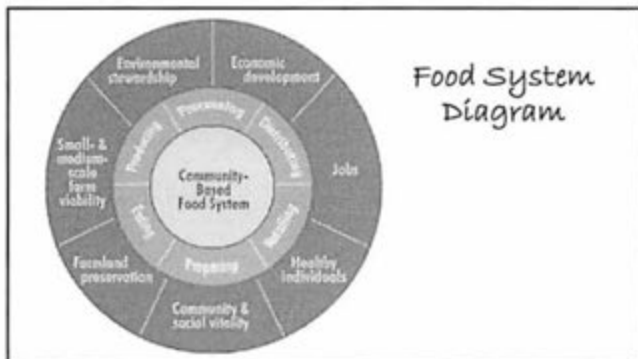 Food System
Diagram
Environmental
stewardship
Economic
development
Jobs
Healthy
individuals
Community &
social vitality
Farmland
preservation
Small- &
medium-
scale
farm
viability
Processing
Distributing
Retailing
Preparing
Eating
Producing
Community-
Based
Food System